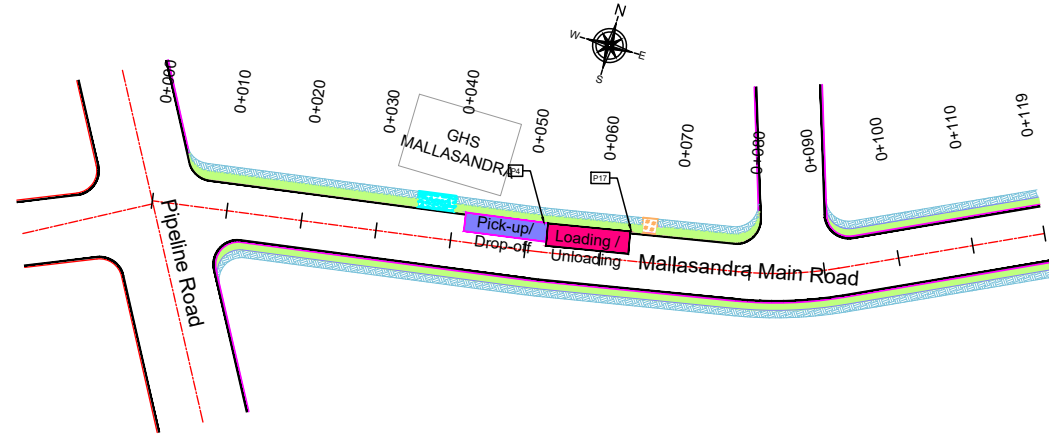 N
W
E
S
0+000
0+010
0+020
0+030
0+040
0+050
0+060
0+070
0+080
0+090
0+100
0+110
0+119
GHS
MALLASANDRA
P4
P17
Pick-up/
Drop-off
Loading /
Unloading
Mallasandra Main Road
Pipeline Road